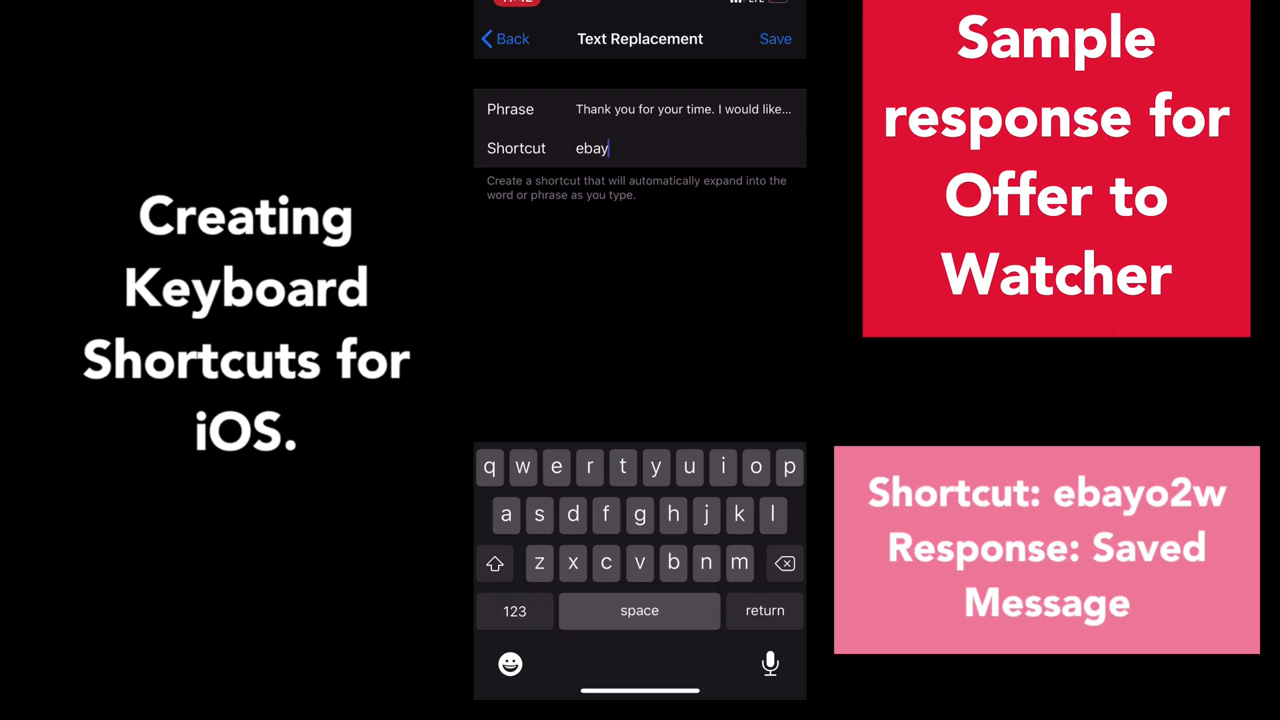 Creating
Keyboard
Shortcuts for
iOS.
Back
Text Replacement
Save
Phrase
Thank you for your time. I would like...
Shortcut
ebay
Create a shortcut that will automatically expand into the
word or phrase as you type.
q w e r t y u i o p
a s d f g h j k l
z x c v b n m
123
space
return
Sample
response for
Offer to
Watcher
Shortcut: ebayo2w
Response: Saved
Message